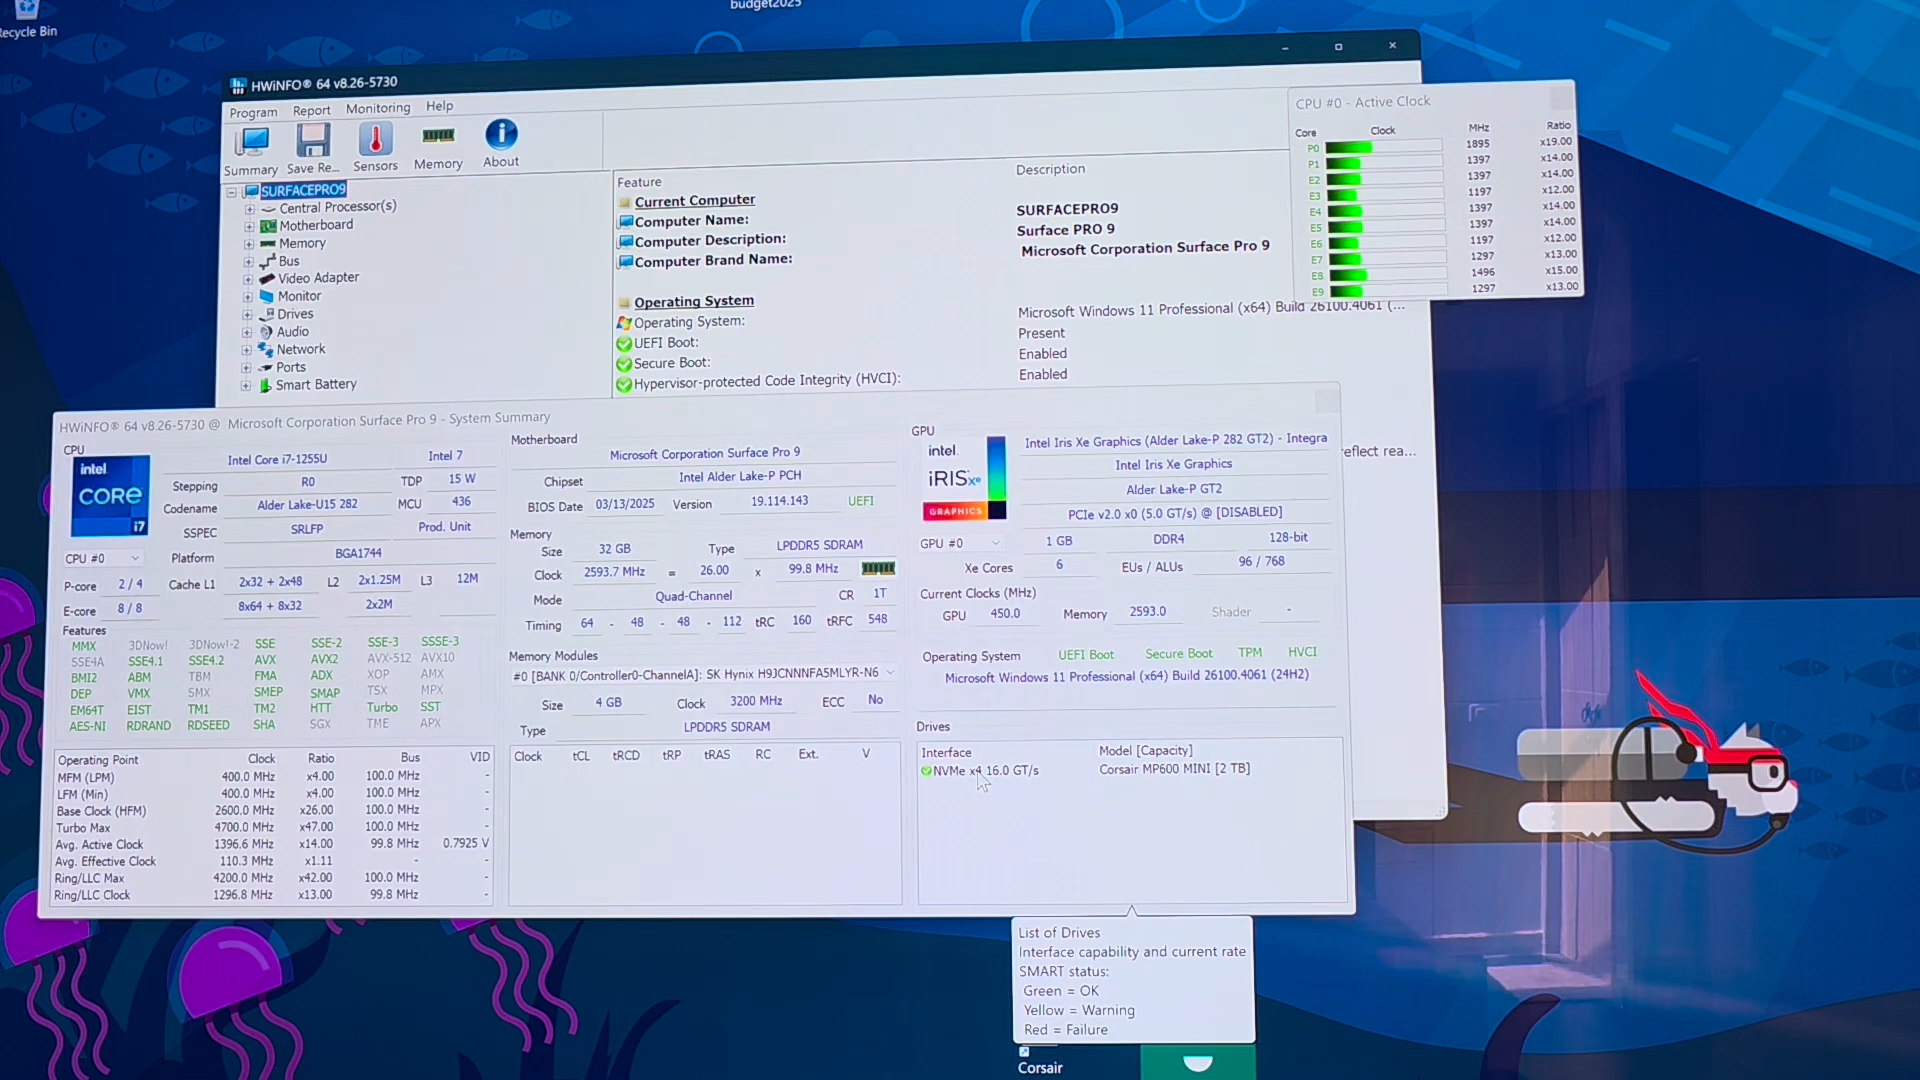 budget2025
Recycle Bin
HWiNFO® 64 v8.26-5730
Program Report Monitoring Help
Summary Save Re... Sensors Memory About
SURFACEPRO9
Central Processor(s)
Motherboard
Memory
Bus
Video Adapter
Monitor
Drives
Audio
Network
Ports
Smart Battery
Feature Description
Current Computer
Computer Name: SURFACEPRO9
Computer Description: Surface PRO 9
Computer Brand Name: Microsoft Corporation Surface Pro 9
Operating System
Operating System: Microsoft Windows 11 Professional (x64) Build 26100.4061 (...
UEFI Boot: Present
Secure Boot: Enabled
Hypervisor-protected Code Integrity (HVCI): Enabled
eflect rea...
CPU #0 - Active Clock
Core Clock MHz Ratio
P0 1895 x19.00
P1 1397 x14.00
E2 1397 x14.00
E3 1197 x12.00
E4 1397 x14.00
E5 1397 x14.00
E6 1197 x12.00
E7 1297 x13.00
E8 1496 x15.00
E9 1297 x13.00
HWiNFO® 64 v8.26-5730 @ Microsoft Corporation Surface Pro 9 - System Summary
CPU
intel
CORE
i7
Intel Core i7-1255U Intel 7
Stepping R0 TDP 15 W
Codename Alder Lake-U15 282 MCU 436
SSPEC SRLFP Prod. Unit
CPU #0 Platform BGA1744
P-core 2 / 4 Cache L1 2x32 + 2x48 L2 2x1.25M L3 12M
E-core 8 / 8 8x64 + 8x32 2x2M
Features
MMX 3DNow! 3DNow!-2 SSE SSE-2 SSE-3 SSSE-3
SSE4A SSE4.1 SSE4.2 AVX AVX2 AVX-512 AVX10
BMI2 ABM TBM FMA ADX XOP AMX
DEP VMX SMX SMEP SMAP TSX MPX
EM64T EIST TM1 TM2 HTT Turbo SST
AES-NI RDRAND RDSEED SHA SGX TME APX
Operating Point Clock Ratio Bus VID
MFM (LPM) 400.0 MHz x4.00 100.0 MHz -
LFM (Min) 400.0 MHz x4.00 100.0 MHz -
Base Clock (HFM) 2600.0 MHz x26.00 100.0 MHz -
Turbo Max 4700.0 MHz x47.00 100.0 MHz -
Avg. Active Clock 1396.6 MHz x14.00 99.8 MHz 0.7925 V
Avg. Effective Clock 110.3 MHz x1.11 - -
Ring/LLC Max 4200.0 MHz x42.00 100.0 MHz -
Ring/LLC Clock 1296.8 MHz x13.00 99.8 MHz -
Motherboard
Microsoft Corporation Surface Pro 9
Chipset Intel Alder Lake-P PCH
BIOS Date 03/13/2025 Version 19.114.143 UEFI
Memory
Size 32 GB Type LPDDR5 SDRAM
Clock 2593.7 MHz = 26.00 x 99.8 MHz
Mode Quad-Channel CR 1T
Timing 64 - 48 - 48 - 112 tRC 160 tRFC 548
Memory Modules
#0 [BANK 0/Controller0-ChannelA]: SK Hynix H9JCNNNFA5MLYR-N6
Size 4 GB Clock 3200 MHz ECC No
Type LPDDR5 SDRAM
Clock tCL tRCD tRP tRAS RC Ext. V
GPU
intel.
iRISxe
GRAPHICS
Intel Iris Xe Graphics (Alder Lake-P 282 GT2) - Integra
Intel Iris Xe Graphics
Alder Lake-P GT2
PCIe v2.0 x0 (5.0 GT/s) @ [DISABLED]
GPU #0 1 GB DDR4 128-bit
Xe Cores 6 EUs / ALUs 96 / 768
Current Clocks (MHz)
GPU 450.0 Memory 2593.0 Shader -
Operating System UEFI Boot Secure Boot TPM HVCI
Microsoft Windows 11 Professional (x64) Build 26100.4061 (24H2)
Drives
Interface Model [Capacity]
NVMe x4 16.0 GT/s Corsair MP600 MINI [2 TB]
List of Drives
Interface capability and current rate
SMART status:
Green = OK
Yellow = Warning
Red = Failure
Corsair